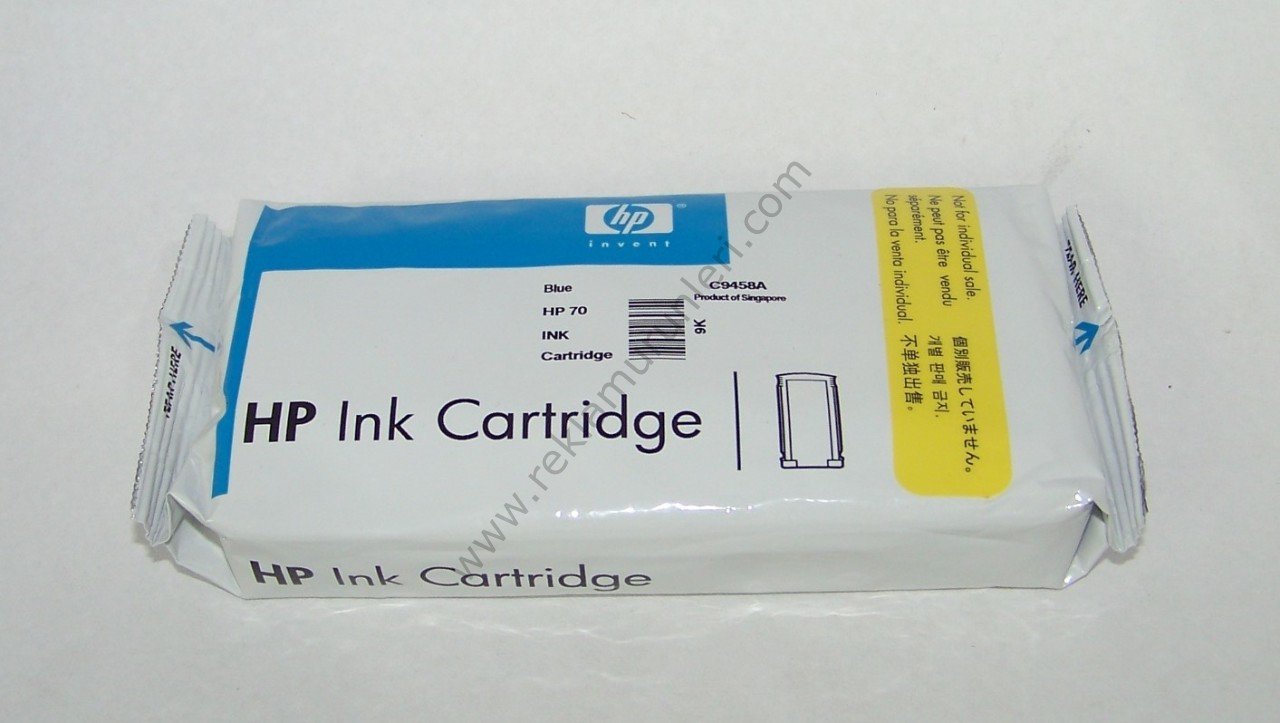 hp
®
invent
Blue
C9458A
Product of Singapore
HP 70
INK
Cartridge
9K
HP Ink Cartridge
HP Ink Cartridge
Not for individual sale.
Ne peut pas être vendu
séparément.
No para la venta individual.
個別販売していません。
개별 판매 금지.
不单独出售。
TEAR HERE
TEAR HERE
www.reklamurunleri.com